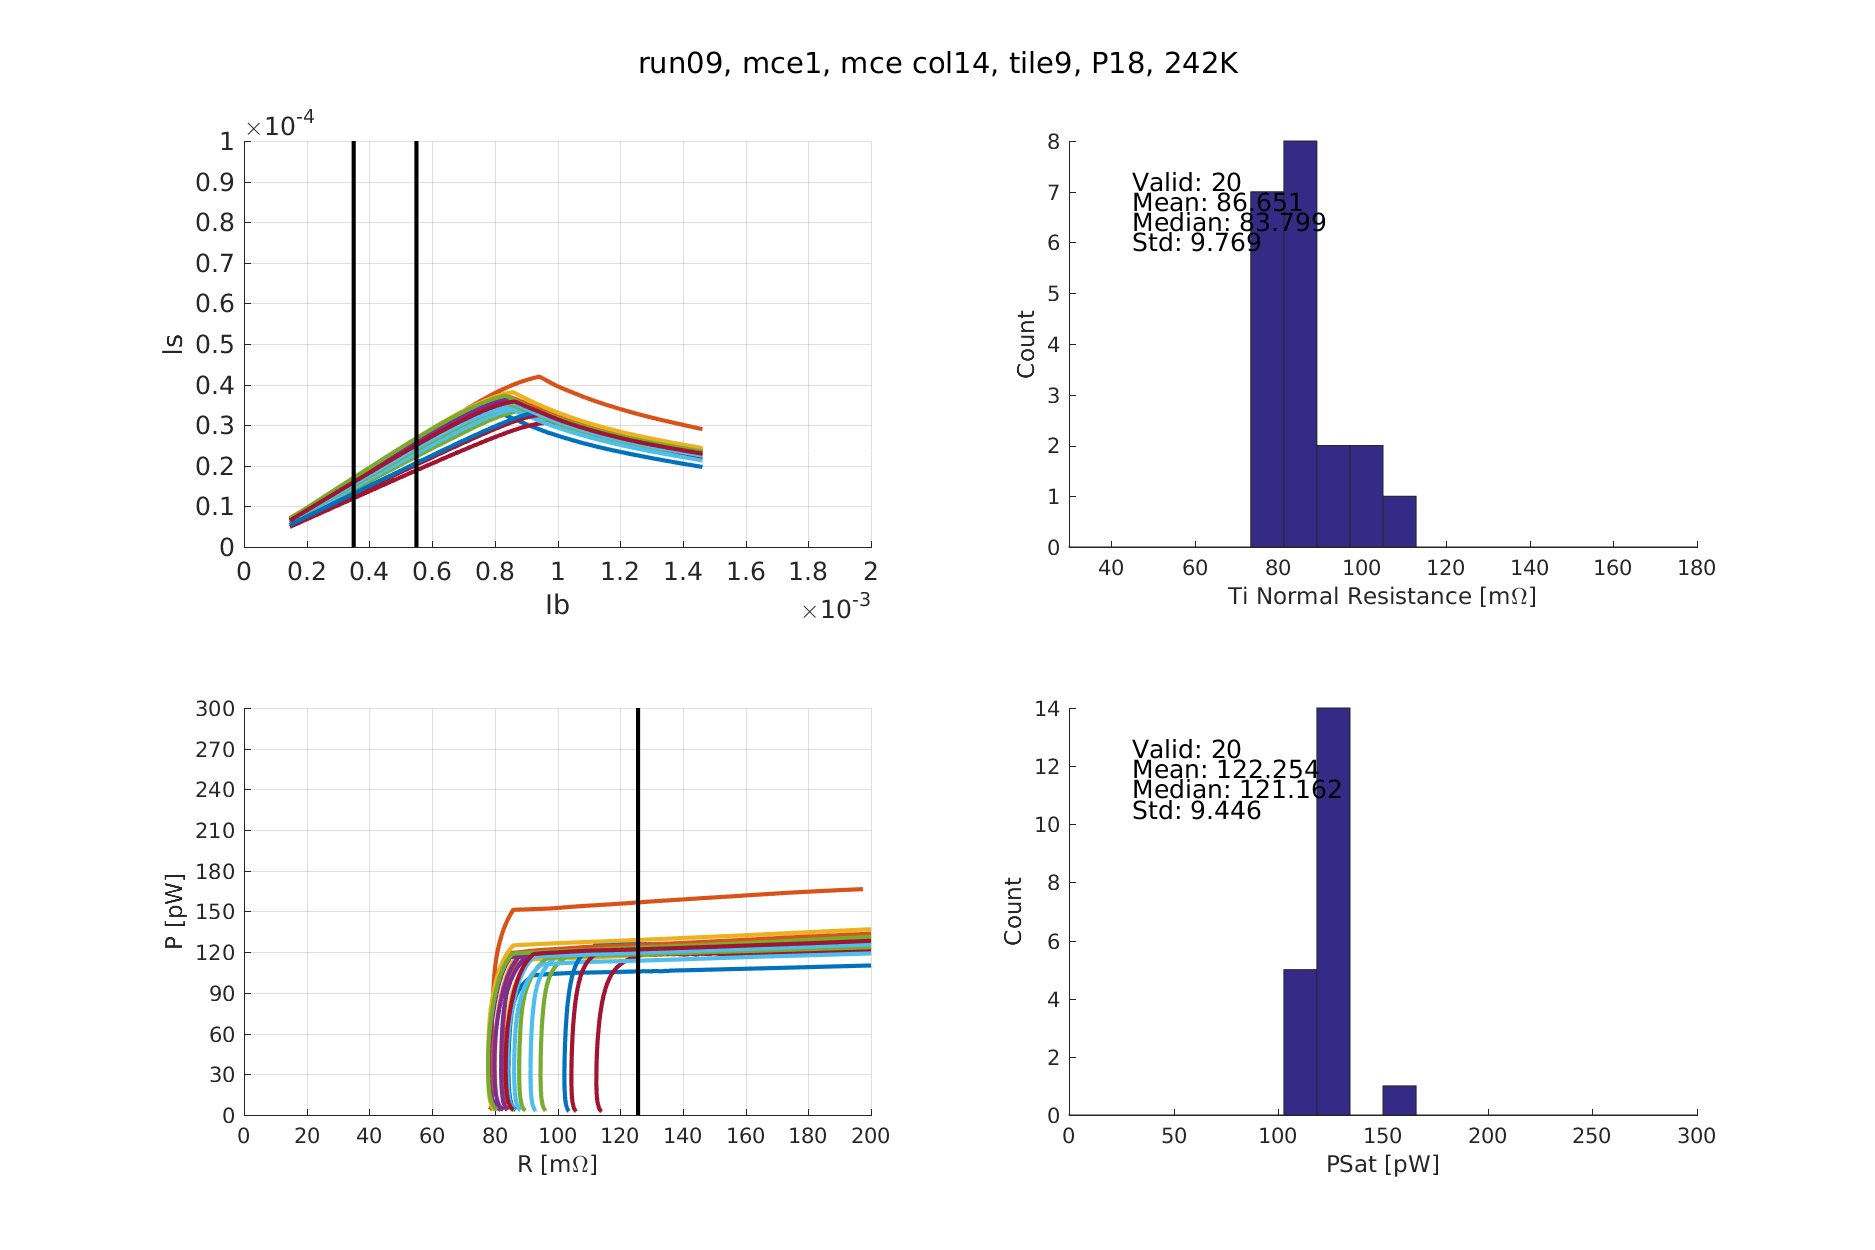 run09, mce1, mce col14, tile9, P18, 242K
×10-4
1
0.9
0.8
0.7
0.6
0.5
0.4
0.3
0.2
0.1
0
Is
0 0.2 0.4 0.6 0.8 1 1.2 1.4 1.6 1.8 2
Ib
×10-3
8
7
6
5
4
3
2
1
0
Count
Valid: 20
Mean: 86.651
Median: 83.799
Std: 9.769
40 60 80 100 120 140 160 180
Ti Normal Resistance [mΩ]
300
270
240
210
180
150
120
90
60
30
0
P [pW]
0 20 40 60 80 100 120 140 160 180 200
R [mΩ]
14
12
10
8
6
4
2
0
Count
Valid: 20
Mean: 122.254
Median: 121.162
Std: 9.446
0 50 100 150 200 250 300
PSat [pW]